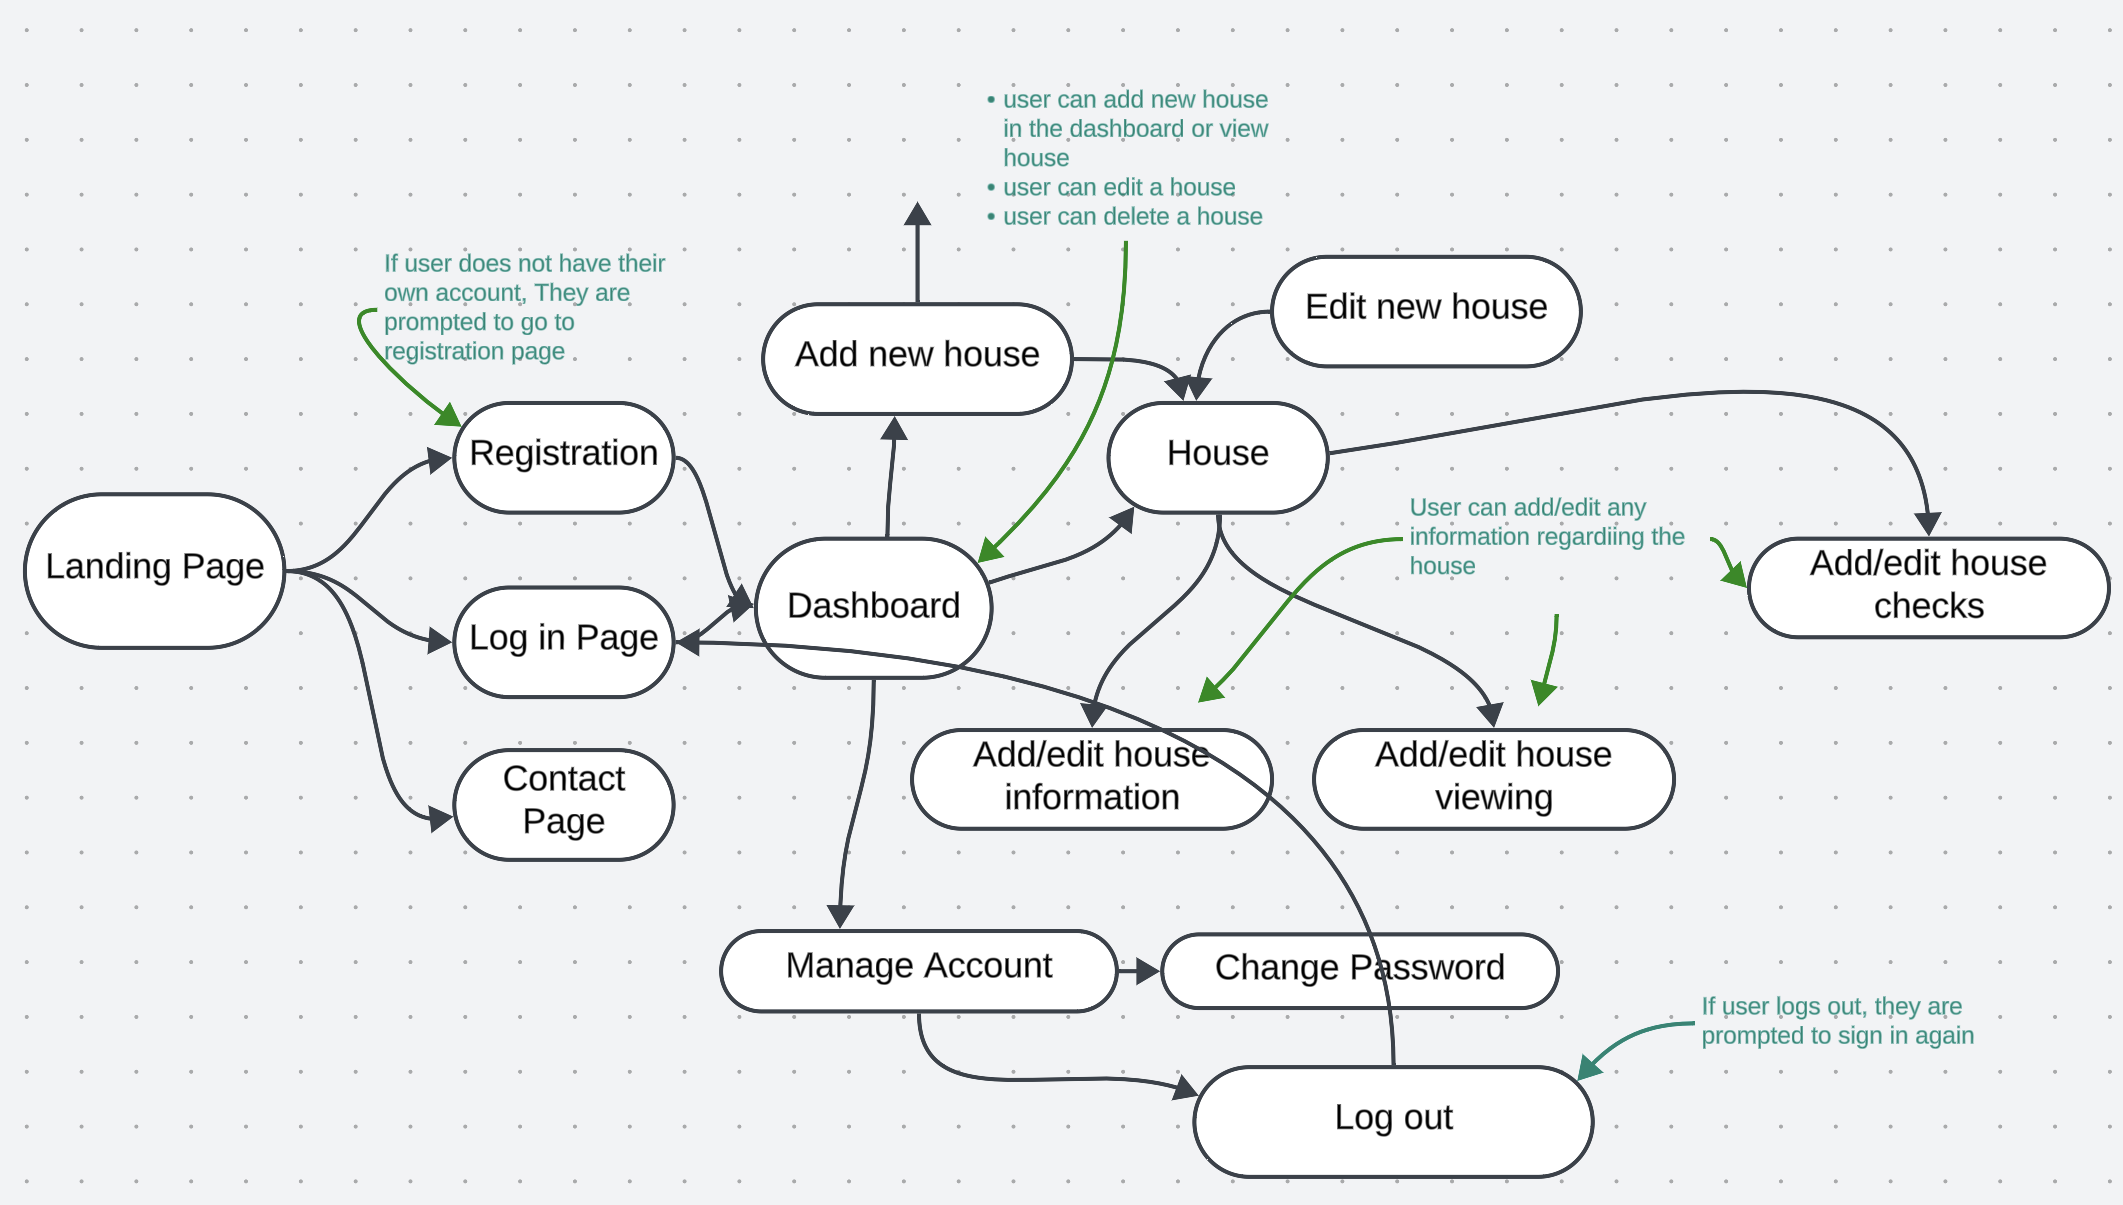 • user can add new house
in the dashboard or view
house
• user can edit a house
• user can delete a house
If user does not have their
own account, They are
prompted to go to
registration page
Add new house
Edit new house
Registration
House
Landing Page
Log in Page
Dashboard
User can add/edit any
information regardiing the
house
Add/edit house
checks
Contact
Page
Add/edit house
information
Add/edit house
viewing
Manage Account
Change Password
If user logs out, they are
prompted to sign in again
Log out